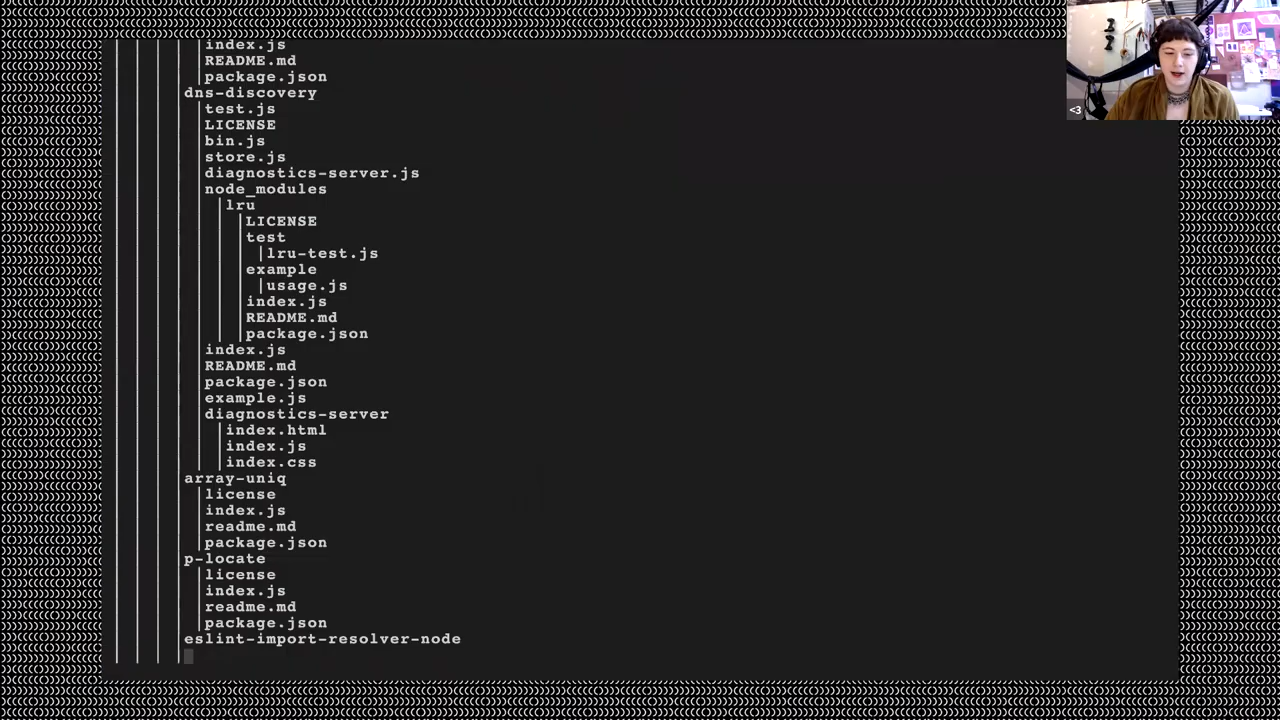 index.js
README.md
package.json
dns-discovery
test.js
LICENSE
bin.js
store.js
diagnostics-server.js
node_modules
lru
LICENSE
test
lru-test.js
example
usage.js
index.js
README.md
package.json
index.js
README.md
package.json
example.js
diagnostics-server
index.html
index.js
index.css
array-uniq
license
index.js
readme.md
package.json
p-locate
license
index.js
readme.md
package.json
eslint-import-resolver-node
<3